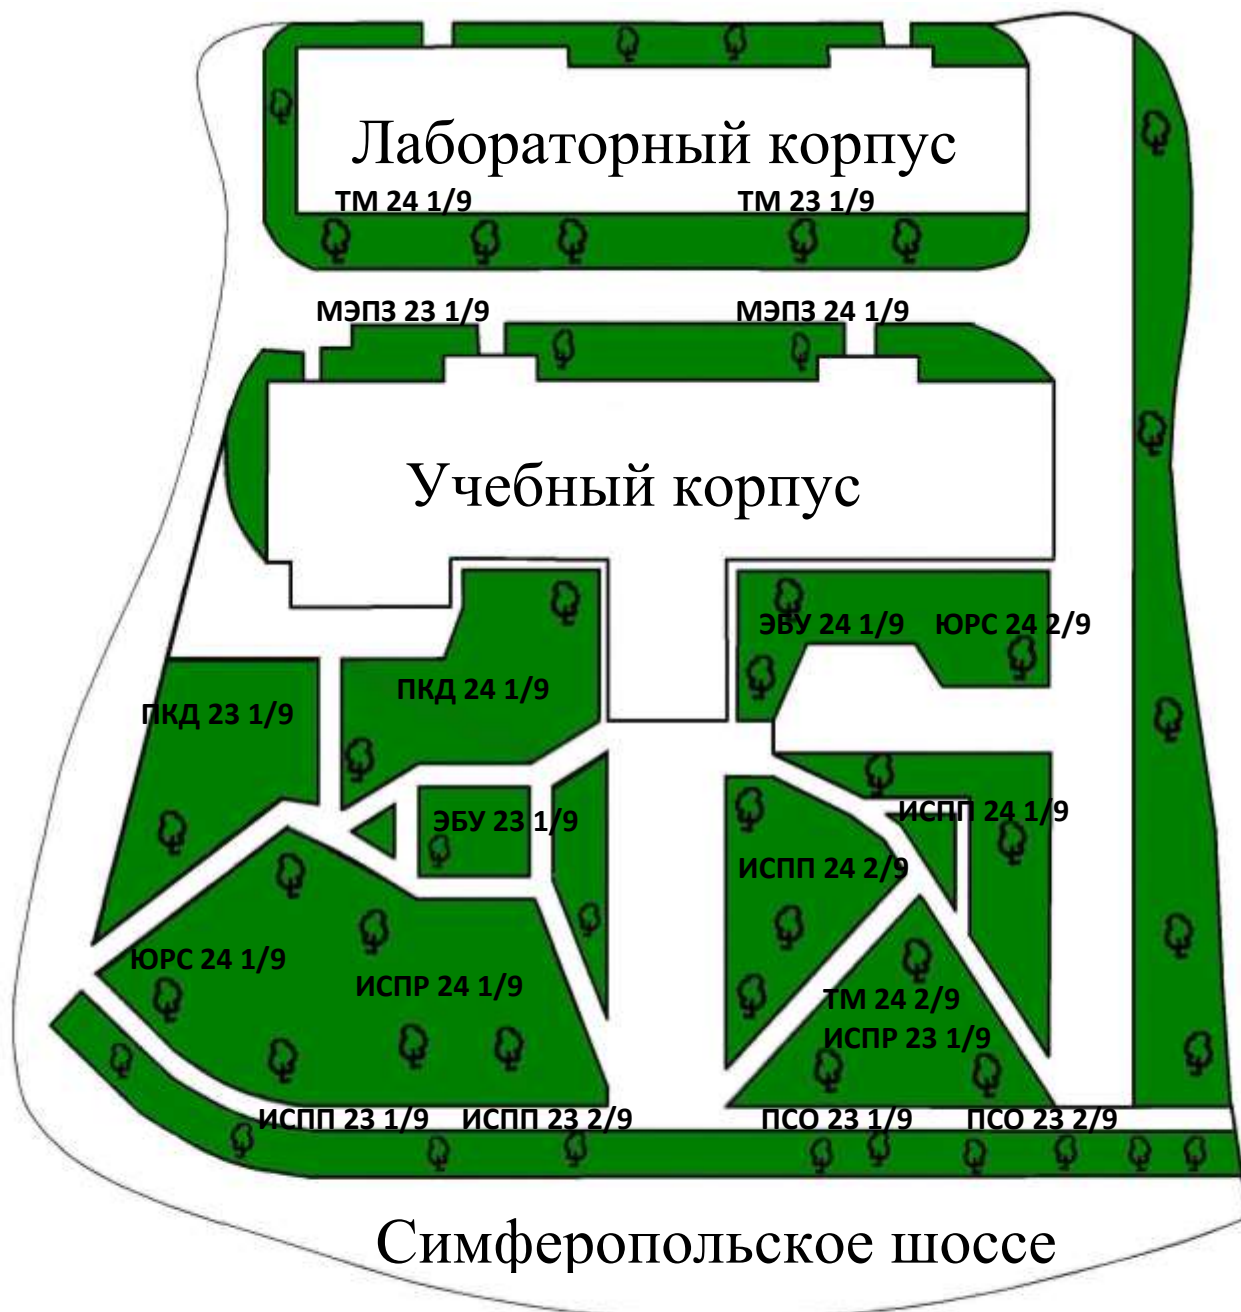 Лабораторный корпус
ТМ 24 1/9 ТМ 23 1/9
МЭПЗ 23 1/9 МЭПЗ 24 1/9
Учебный корпус
ЭБУ 24 1/9 ЮРС 24 2/9
ПКД 24 1/9
ПКД 23 1/9
ИСПП 24 1/9
ЭБУ 23 1/9
ИСПП 24 2/9
ЮРС 24 1/9
ИСПР 24 1/9
ТМ 24 2/9
ИСПР 23 1/9
ИСПП 23 1/9 ИСПП 23 2/9 ПСО 23 1/9 ПСО 23 2/9
Симферопольское шоссе